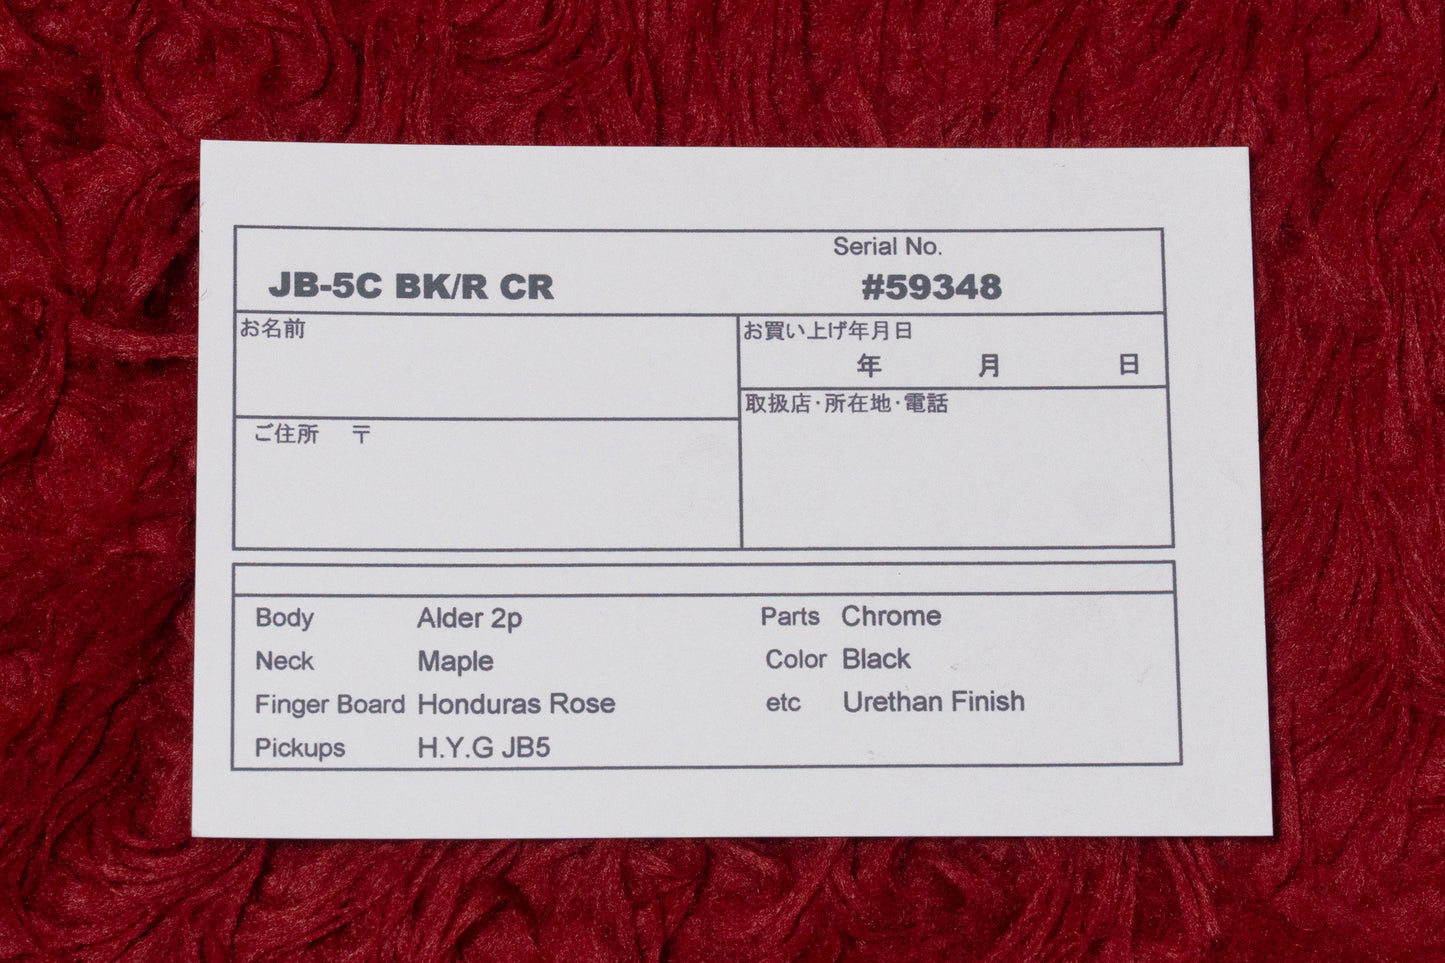 Serial No.
JB-5C BK/R CR #59348
お名前
お買い上げ年月日
年 月 日
取扱店・所在地・電話
ご住所 〒
Body Alder 2p Parts Chrome
Neck Maple Color Black
Finger Board Honduras Rose etc Urethan Finish
Pickups H.Y.G JB5